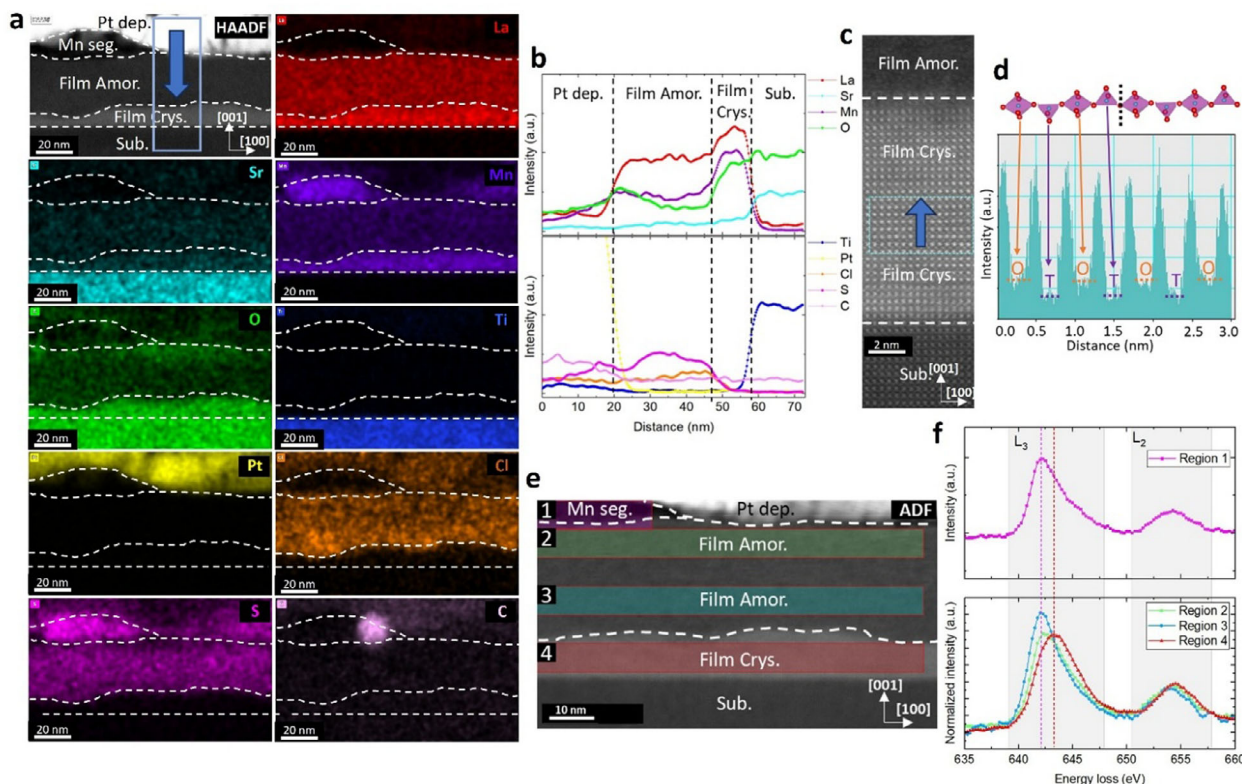 a
Pt dep.
HAADF
Mn seg.
Film Amor.
Film Crys.
[001]
Sub.
[100]
20 nm
La
20 nm
Sr
20 nm
Mn
20 nm
O
20 nm
Ti
20 nm
Pt
20 nm
Cl
20 nm
S
20 nm
C
20 nm
b
Pt dep.
Film Amor.
Film
Crys.
Sub.
La
Sr
Mn
O
Intensity (a.u.)
Ti
Pt
Cl
S
C
Intensity (a.u.)
0 10 20 30 40 50 60 70
Distance (nm)
c
Film Amor.
Film Crys.
Film Crys.
2 nm
Sub.
[001]
[100]
d
Intensity (a.u.)
O T O T O T O
0.0 0.5 1.0 1.5 2.0 2.5 3.0
Distance (nm)
e
1 Mn seg.
Pt dep.
ADF
2 Film Amor.
3 Film Amor.
4 Film Crys.
Sub.
[001]
[100]
10 nm
f
L3
L2
Region 1
Intensity (a.u.)
Region 2
Region 3
Region 4
Normalized intensity (a.u.)
635 640 645 650 655 660
Energy loss (eV)